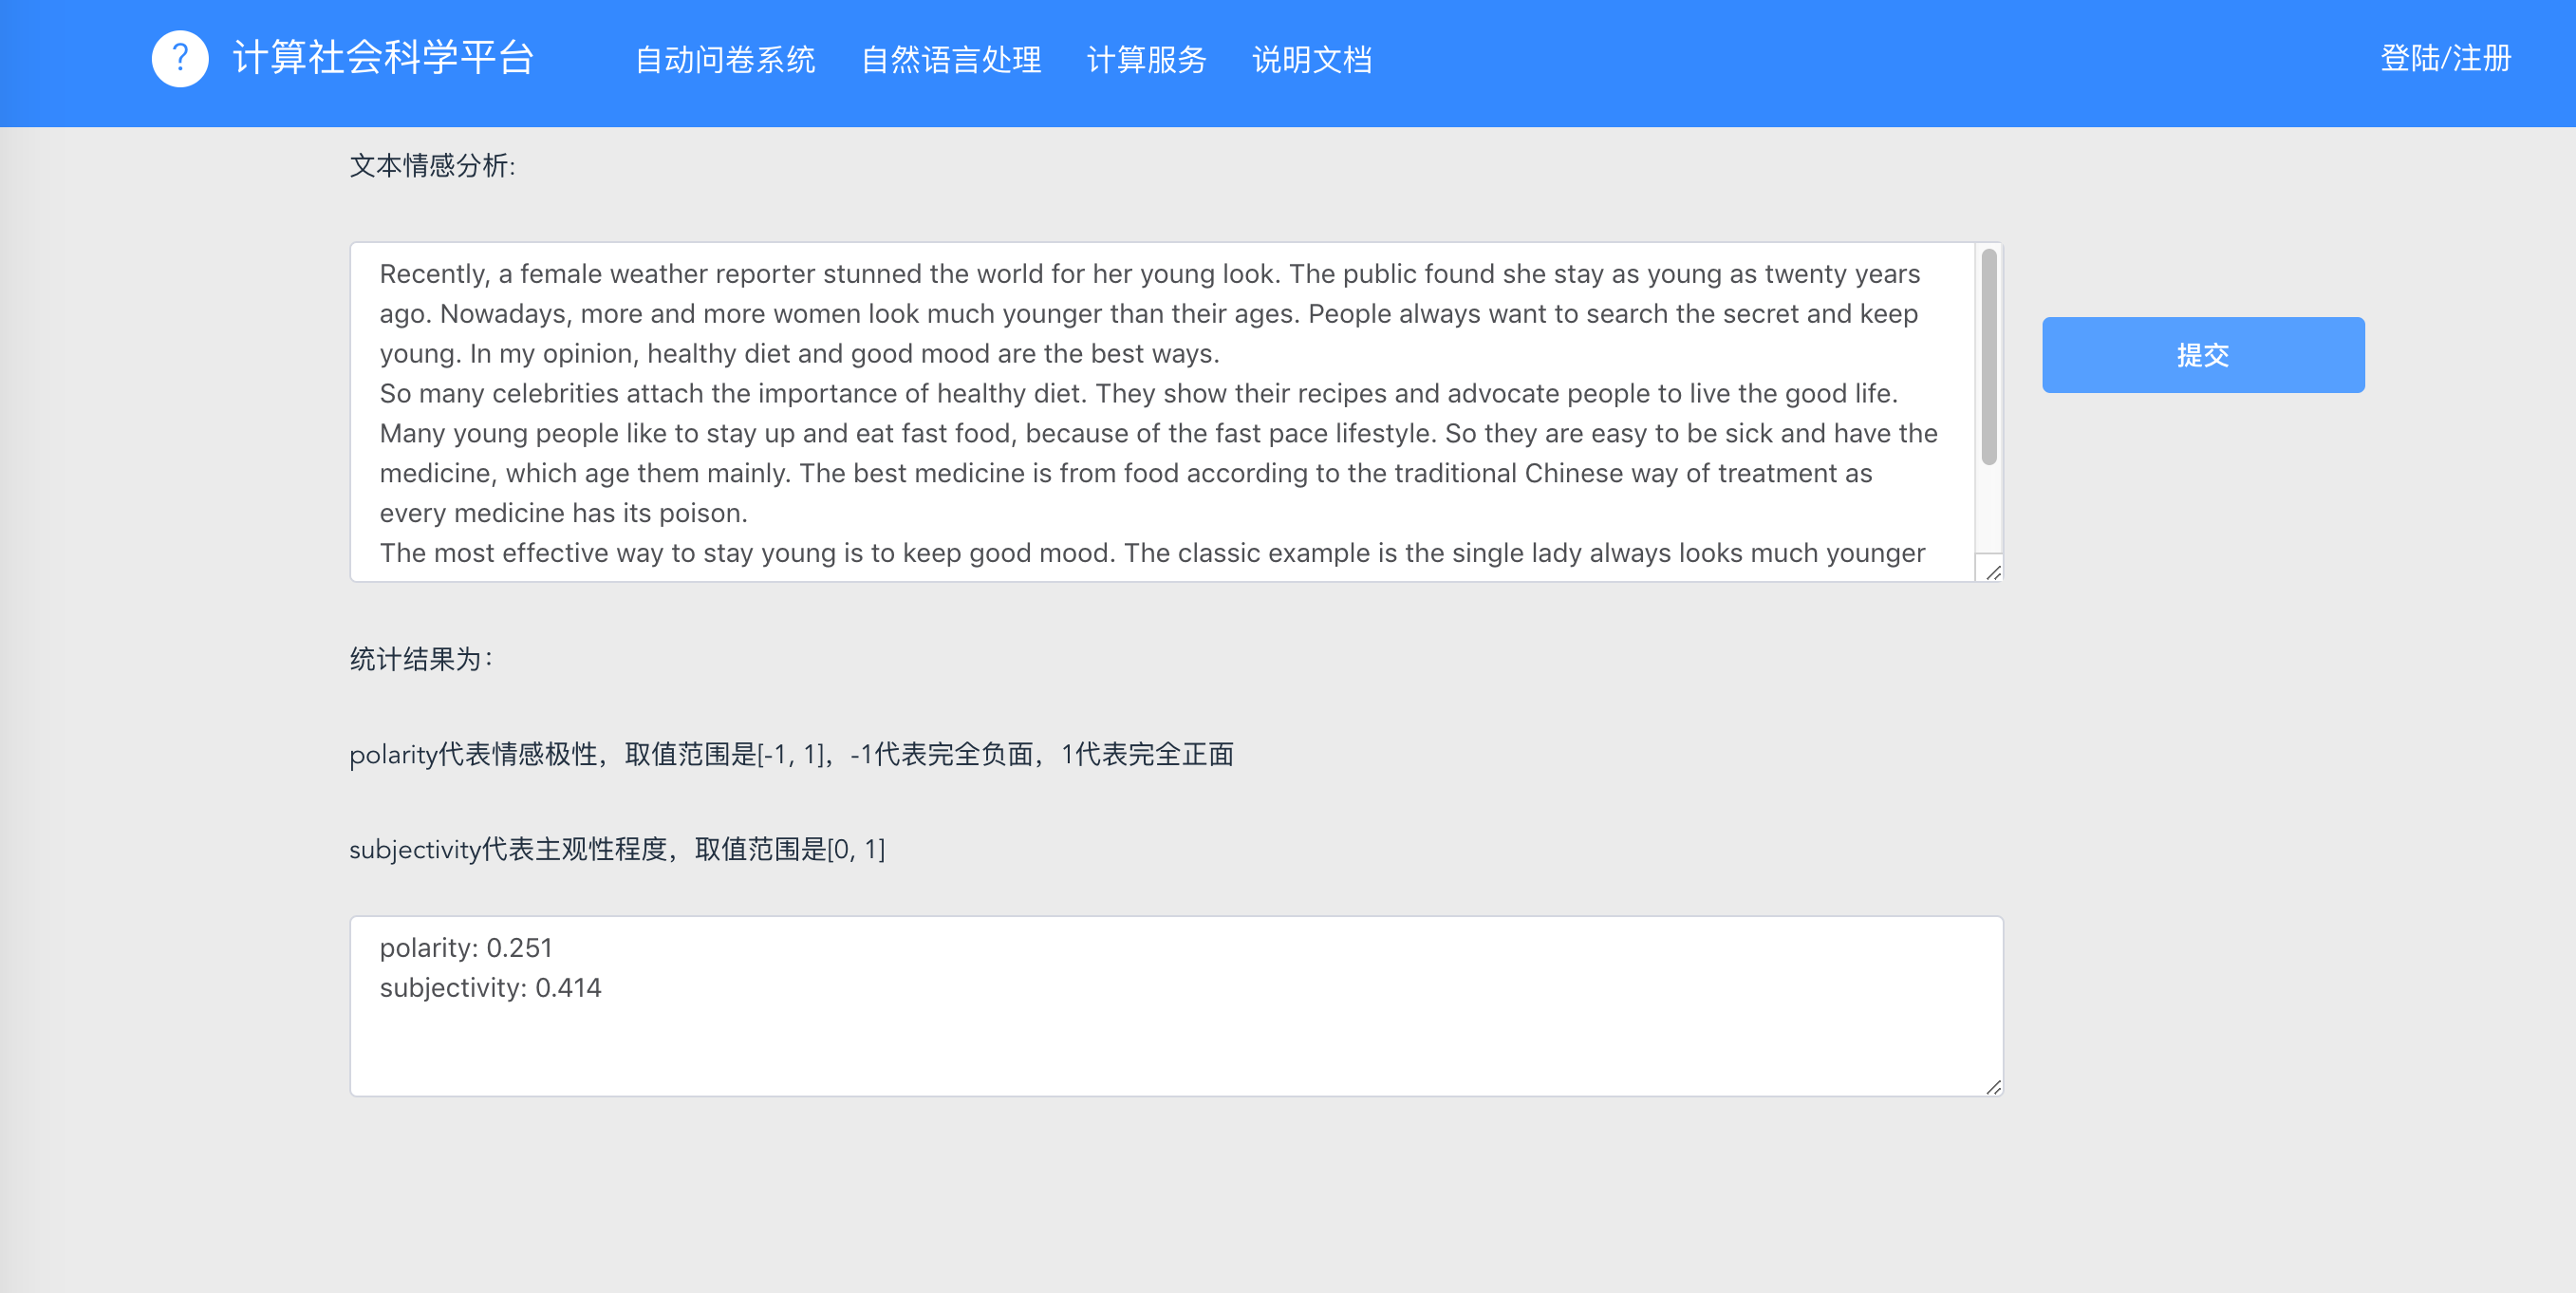 ? 计算社会科学平台 自动问卷系统 自然语言处理 计算服务 说明文档 登陆/注册
文本情感分析:
Recently, a female weather reporter stunned the world for her young look. The public found she stay as young as twenty years
ago. Nowadays, more and more women look much younger than their ages. People always want to search the secret and keep
young. In my opinion, healthy diet and good mood are the best ways.
So many celebrities attach the importance of healthy diet. They show their recipes and advocate people to live the good life.
Many young people like to stay up and eat fast food, because of the fast pace lifestyle. So they are easy to be sick and have the
medicine, which age them mainly. The best medicine is from food according to the traditional Chinese way of treatment as
every medicine has its poison.
The most effective way to stay young is to keep good mood. The classic example is the single lady always looks much younger
提交
统计结果为：
polarity代表情感极性，取值范围是[-1, 1]，-1代表完全负面，1代表完全正面
subjectivity代表主观性程度，取值范围是[0, 1]
polarity: 0.251
subjectivity: 0.414